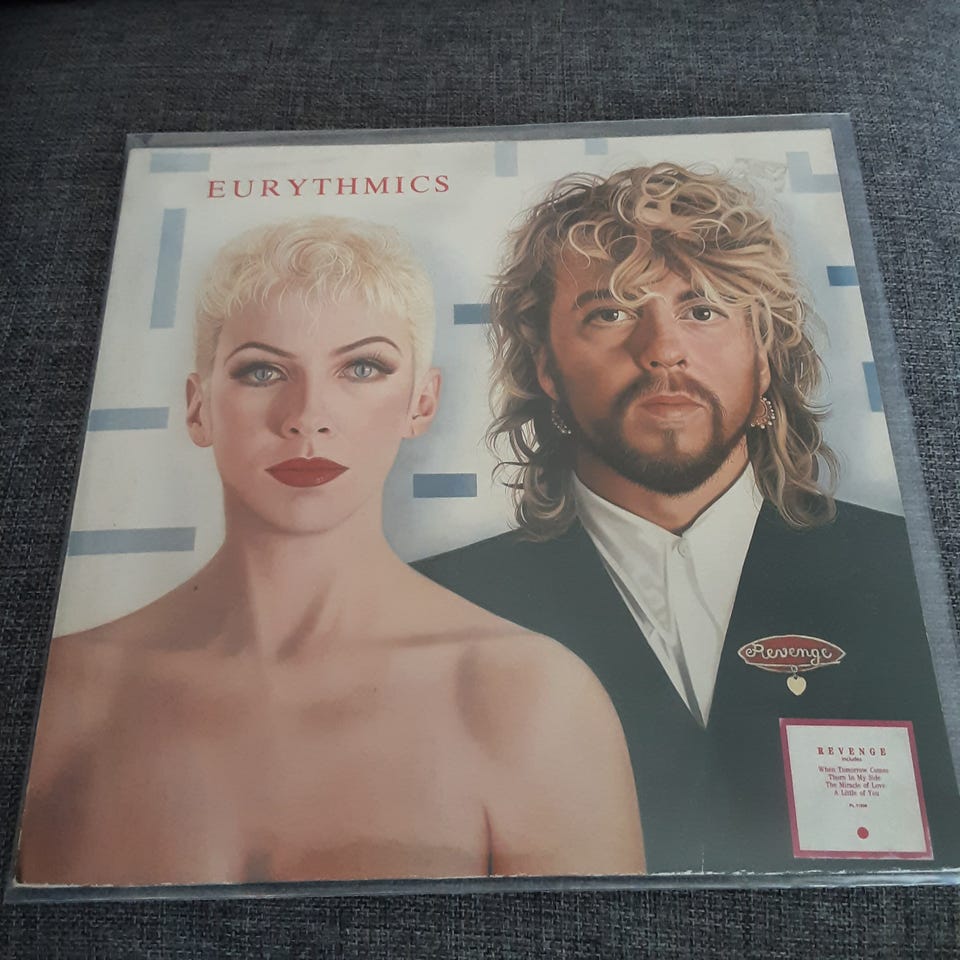 EURYTHMICS
Revenge
REVENGE
includes
When Tomorrow Comes
Thorn In My Side
The Miracle of Love
A Little of You